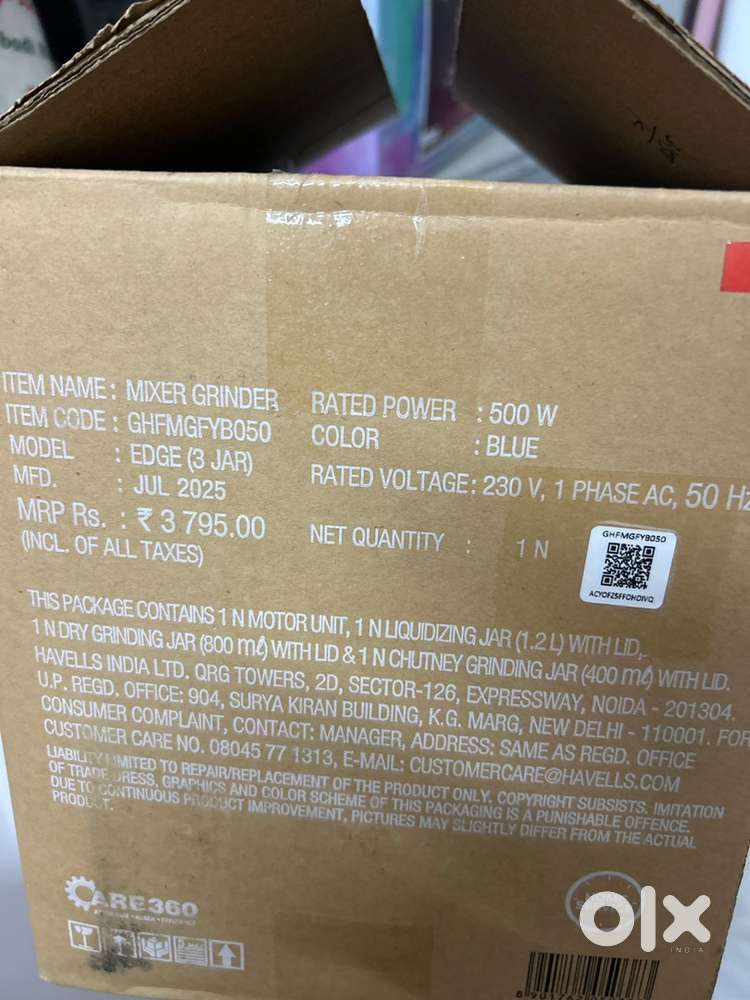 ITEM NAME : MIXER GRINDER
ITEM CODE : GHFMGFYB050
MODEL : EDGE (3 JAR)
MFD. : JUL 2025
MRP Rs. : ₹ 3 795.00
(INCL. OF ALL TAXES)
RATED POWER : 500 W
COLOR : BLUE
RATED VOLTAGE : 230 V, 1 PHASE AC, 50 Hz
NET QUANTITY : 1 N
GHFMGFYB050
THIS PACKAGE CONTAINS 1 N MOTOR UNIT, 1 N LIQUIDIZING JAR (1.2 L) WITH LID,
1 N DRY GRINDING JAR (800 mℓ) WITH LID & 1 N CHUTNEY GRINDING JAR (400 mℓ) WITH LID.
HAVELLS INDIA LTD. QRG TOWERS, 2D, SECTOR-126, EXPRESSWAY, NOIDA - 201304.
U.P. REGD. OFFICE: 904, SURYA KIRAN BUILDING, K.G. MARG, NEW DELHI - 110001. FOR
CONSUMER COMPLAINT, CONTACT: MANAGER, ADDRESS: SAME AS REGD. OFFICE
CUSTOMER CARE NO. 08045 77 1313, E-MAIL: CUSTOMERCARE@HAVELLS.COM
LIABILITY LIMITED TO REPAIR/REPLACEMENT OF THE PRODUCT ONLY. COPYRIGHT SUBSISTS. IMITATION
OF TRADE DRESS, GRAPHICS AND COLOR SCHEME OF THIS PACKAGING IS A PUNISHABLE OFFENCE.
DUE TO CONTINUOUS PRODUCT IMPROVEMENT, PICTURES MAY SLIGHTLY DIFFER FROM THE ACTUAL
PRODUCT.
CARE360
olx
INDIA